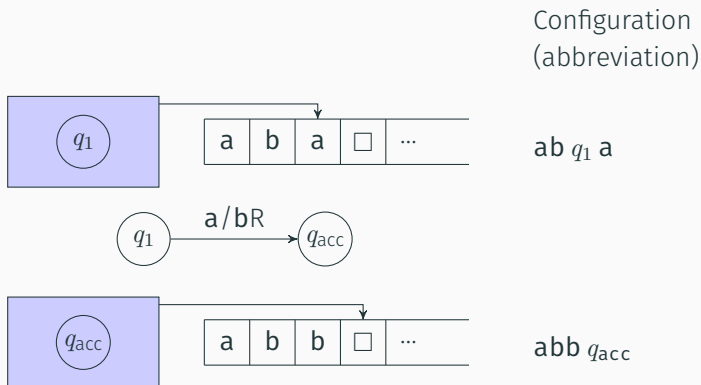 Configuration
(abbreviation)
q₁ a b a □ ... ab q₁ a
a/bR
q₁ qacc
qacc a b b □ ... abb qacc